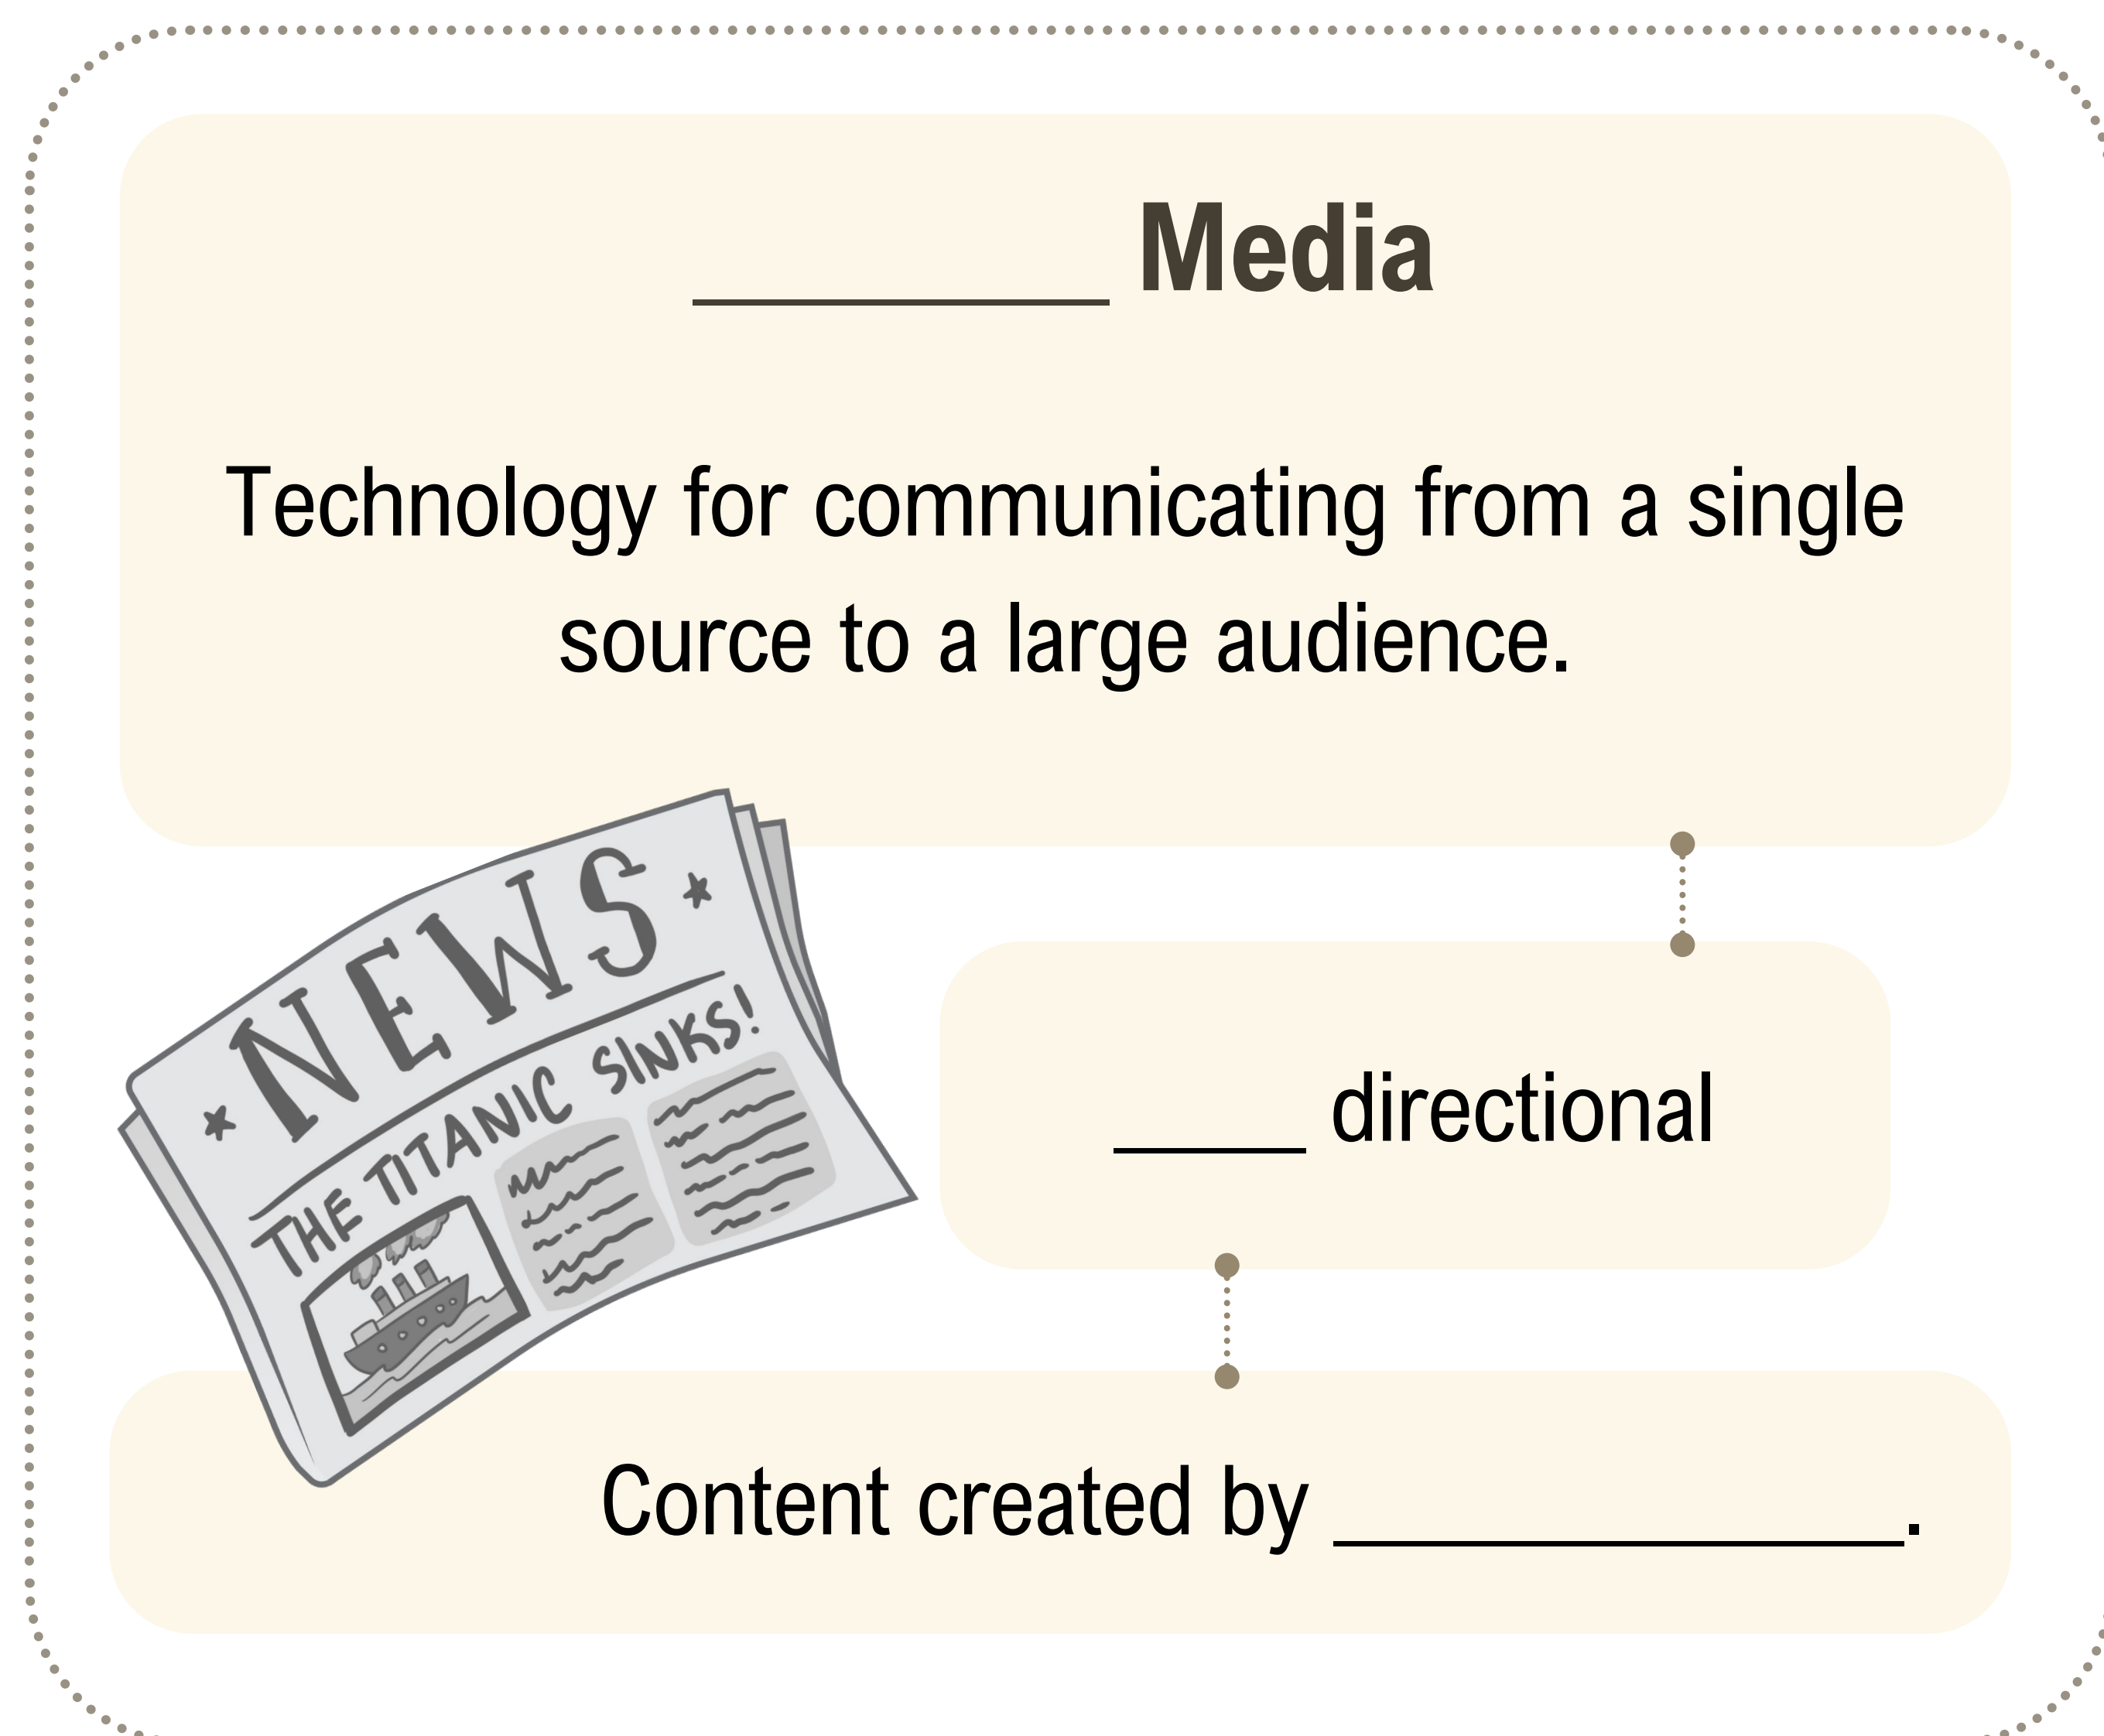 __________ Media
Technology for communicating from a single
source to a large audience.
NEWS
THE TITANIC SINKS!
_____ directional
Content created by _______________.